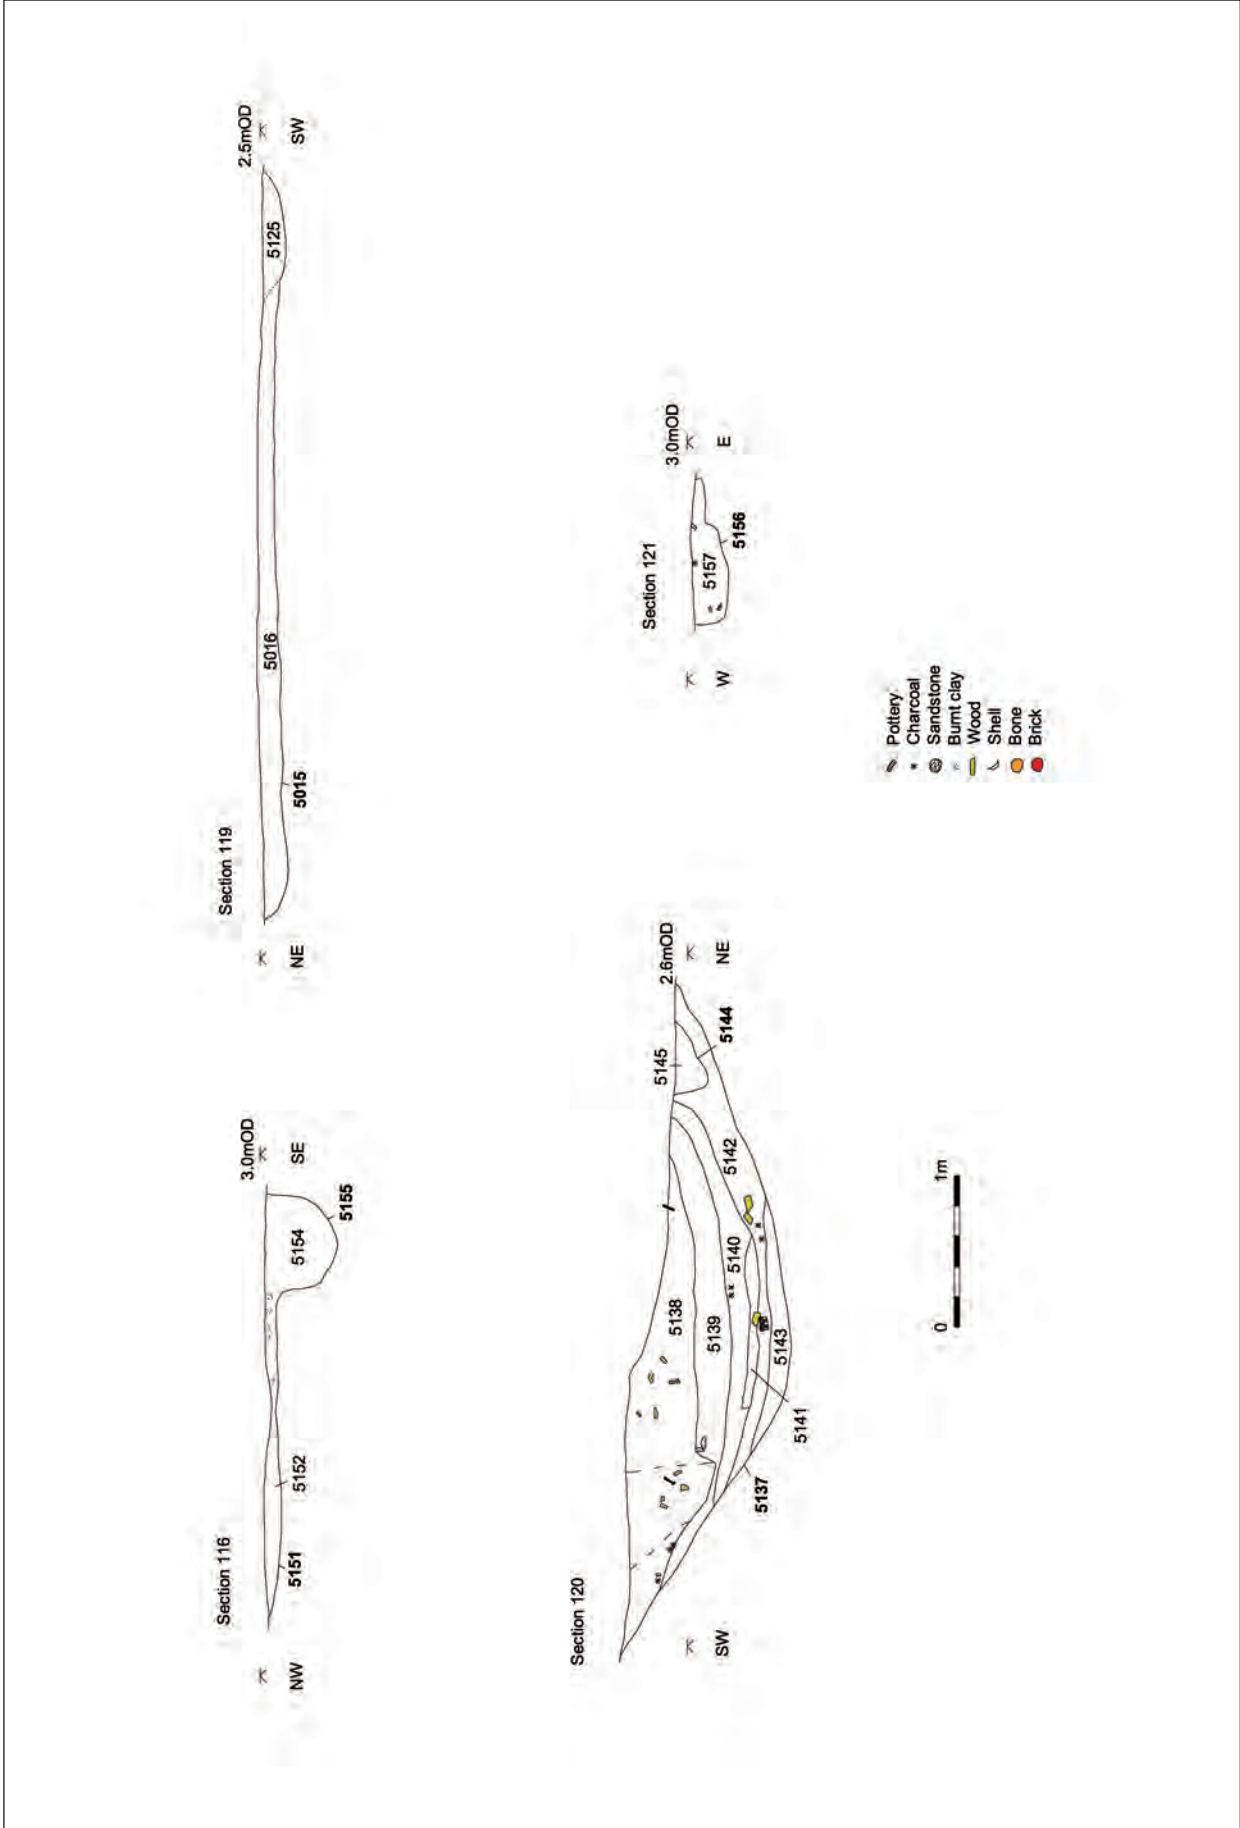 Section 116
3.0mOD
NW
SE
5154
5152
5151
5155
Section 119
2.5mOD
NE
SW
5125
5016
5015
Section 120
2.6mOD
SW
NE
5145
5144
5138
5139
5140
5142
5143
5141
5137
Section 121
3.0mOD
W
E
5157
5156
Pottery
Charcoal
Sandstone
Burnt clay
Wood
Shell
Bone
Brick
0
1m